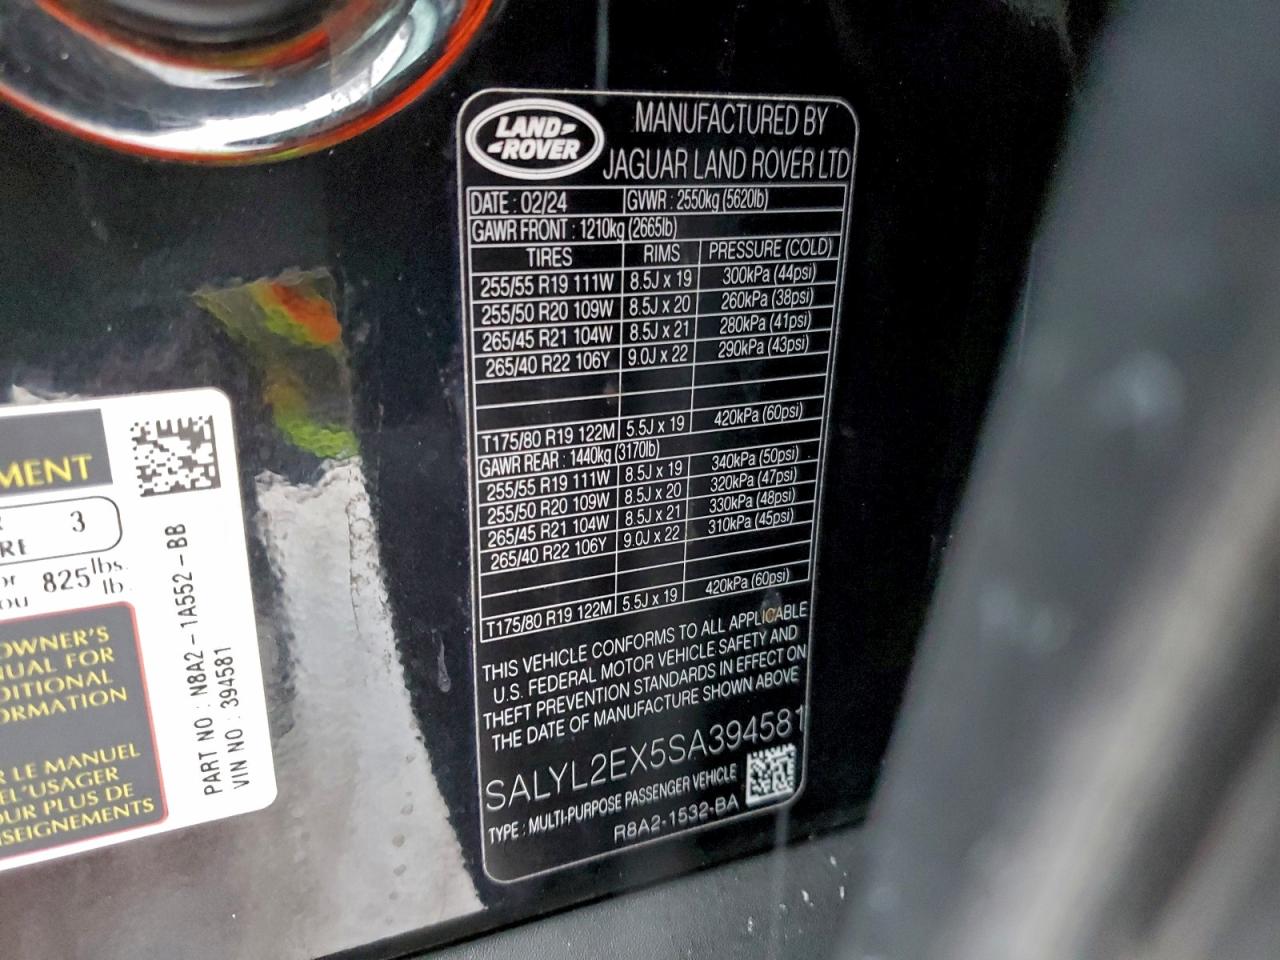 LAND-
-ROVER
MANUFACTURED BY
JAGUAR LAND ROVER LTD
DATE : 02/24 GVWR : 2550kg (5620lb)
GAWR FRONT : 1210kg (2665lb)
TIRES RIMS PRESSURE (COLD)
255/55 R19 111W 8.5J x 19 300kPa (44psi)
255/50 R20 109W 8.5J x 20 260kPa (38psi)
265/45 R21 104W 8.5J x 21 280kPa (41psi)
265/40 R22 106Y 9.0J x 22 290kPa (43psi)
T175/80 R19 122M 5.5J x 19 420kPa (60psi)
GAWR REAR : 1440kg (3170lb)
255/55 R19 111W 8.5J x 19 340kPa (50psi)
255/50 R20 109W 8.5J x 20 320kPa (47psi)
265/45 R21 104W 8.5J x 21 330kPa (48psi)
265/40 R22 106Y 9.0J x 22 310kPa (45psi)
T175/80 R19 122M 5.5J x 19 420kPa (60psi)
THIS VEHICLE CONFORMS TO ALL APPLICABLE
U.S. FEDERAL MOTOR VEHICLE SAFETY AND
THEFT PREVENTION STANDARDS IN EFFECT ON
THE DATE OF MANUFACTURE SHOWN ABOVE
SALYL2EX5SA394581
TYPE : MULTI-PURPOSE PASSENGER VEHICLE
R8A2-1532-BA
MENT
3
825 lbs.
lb.
OWNER'S
FOR
LE MANUEL
L'USAGER
PLUS DE
PART NO : N8A2-1A552-BB
VIN NO : 394581